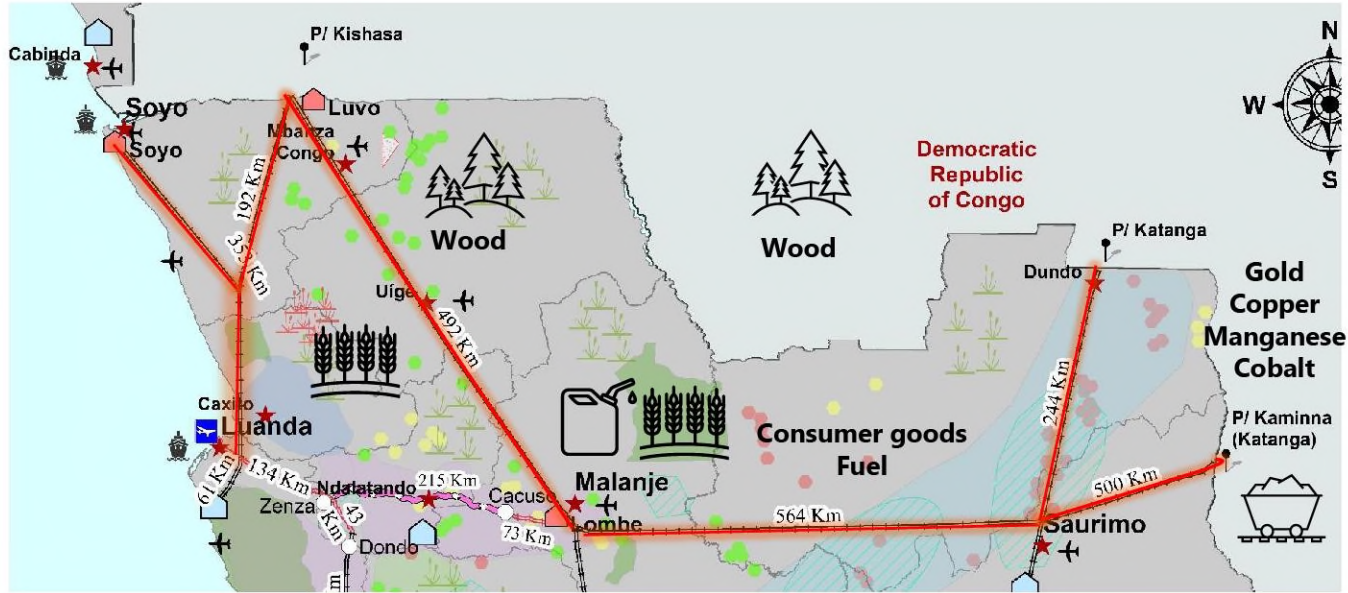 P/ Kishasa
N
Cabinda
W
E
Soyo
Luvo
Soyo
Mbanza
Congo
S
Democratic
Republic
of Congo
192 Km
Wood
Wood
P/ Katanga
Km
Dundo
Gold
Copper
Manganese
Cobalt
Uíge
492 Km
244 Km
Caxito
Luanda
Consumer goods
Fuel
P/ Kaminna
(Katanga)
61 Km
134 Km
Ndalatando
215 Km
Cacuso
Malanje
500 Km
Zenza
43
Km
73 Km
Lombe
564 Km
Saurimo
Dondo